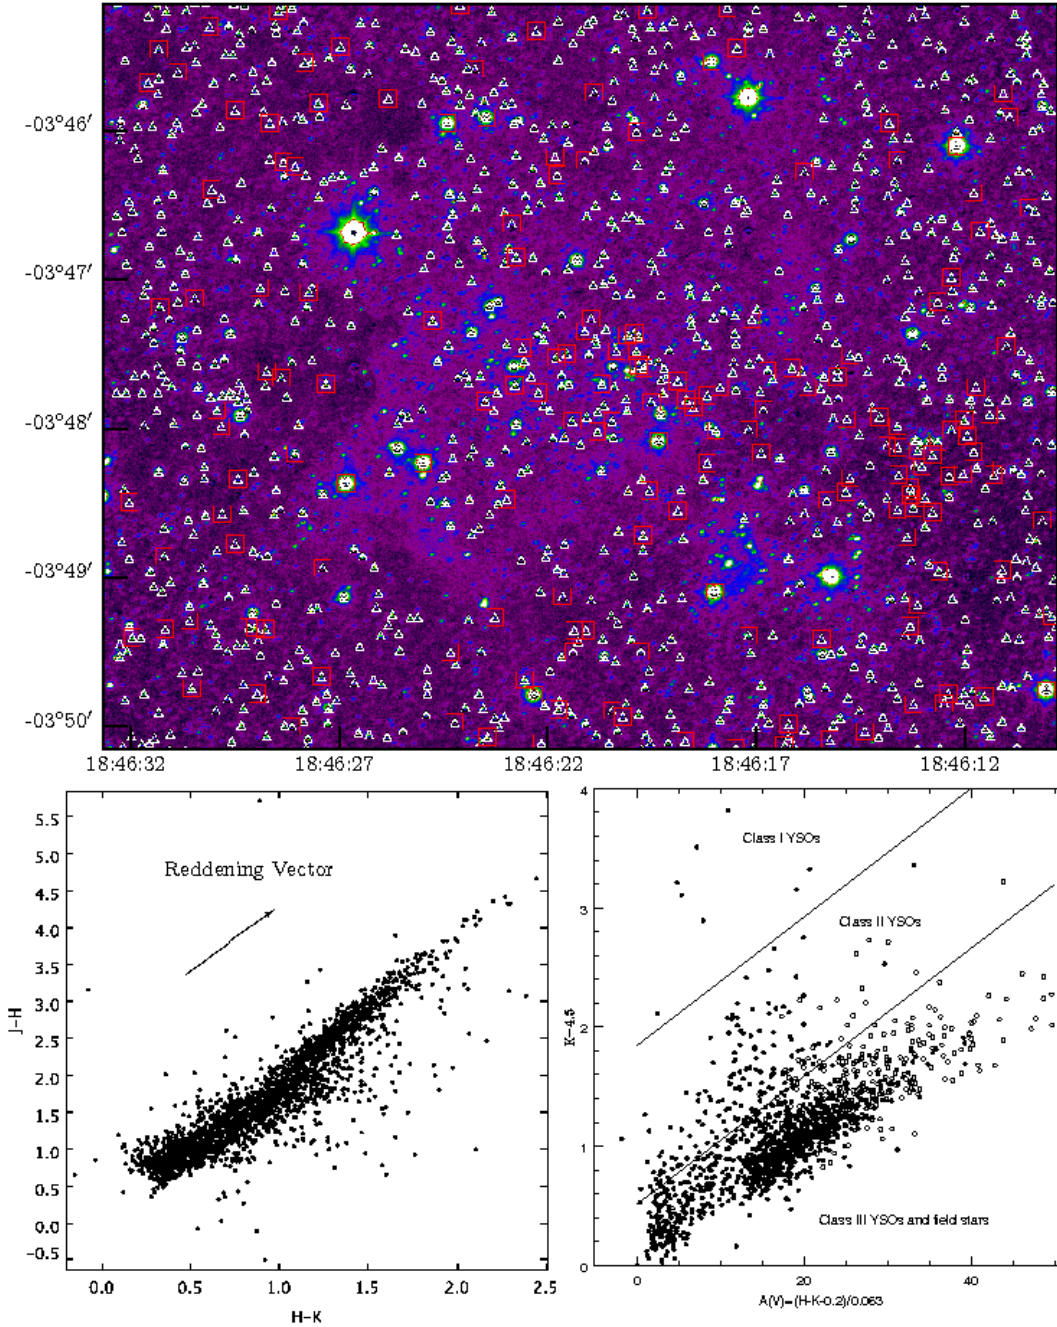 -03°46′
-03°47′
-03°48′
-03°49′
-03°50′
18:46:32 18:46:27 18:46:22 18:46:17 18:46:12
5.5
5.0
4.5
4.0
3.5
3.0
2.5
2.0
1.5
1.0
0.5
0.0
-0.5
J-H
Reddening Vector
0.0 0.5 1.0 1.5 2.0 2.5
H-K
4
3
2
1
0
K-4.5
Class I YSOs
Class II YSOs
Class III YSOs and field stars
0 20 40
A(V)=(H-K-0.2)/0.063